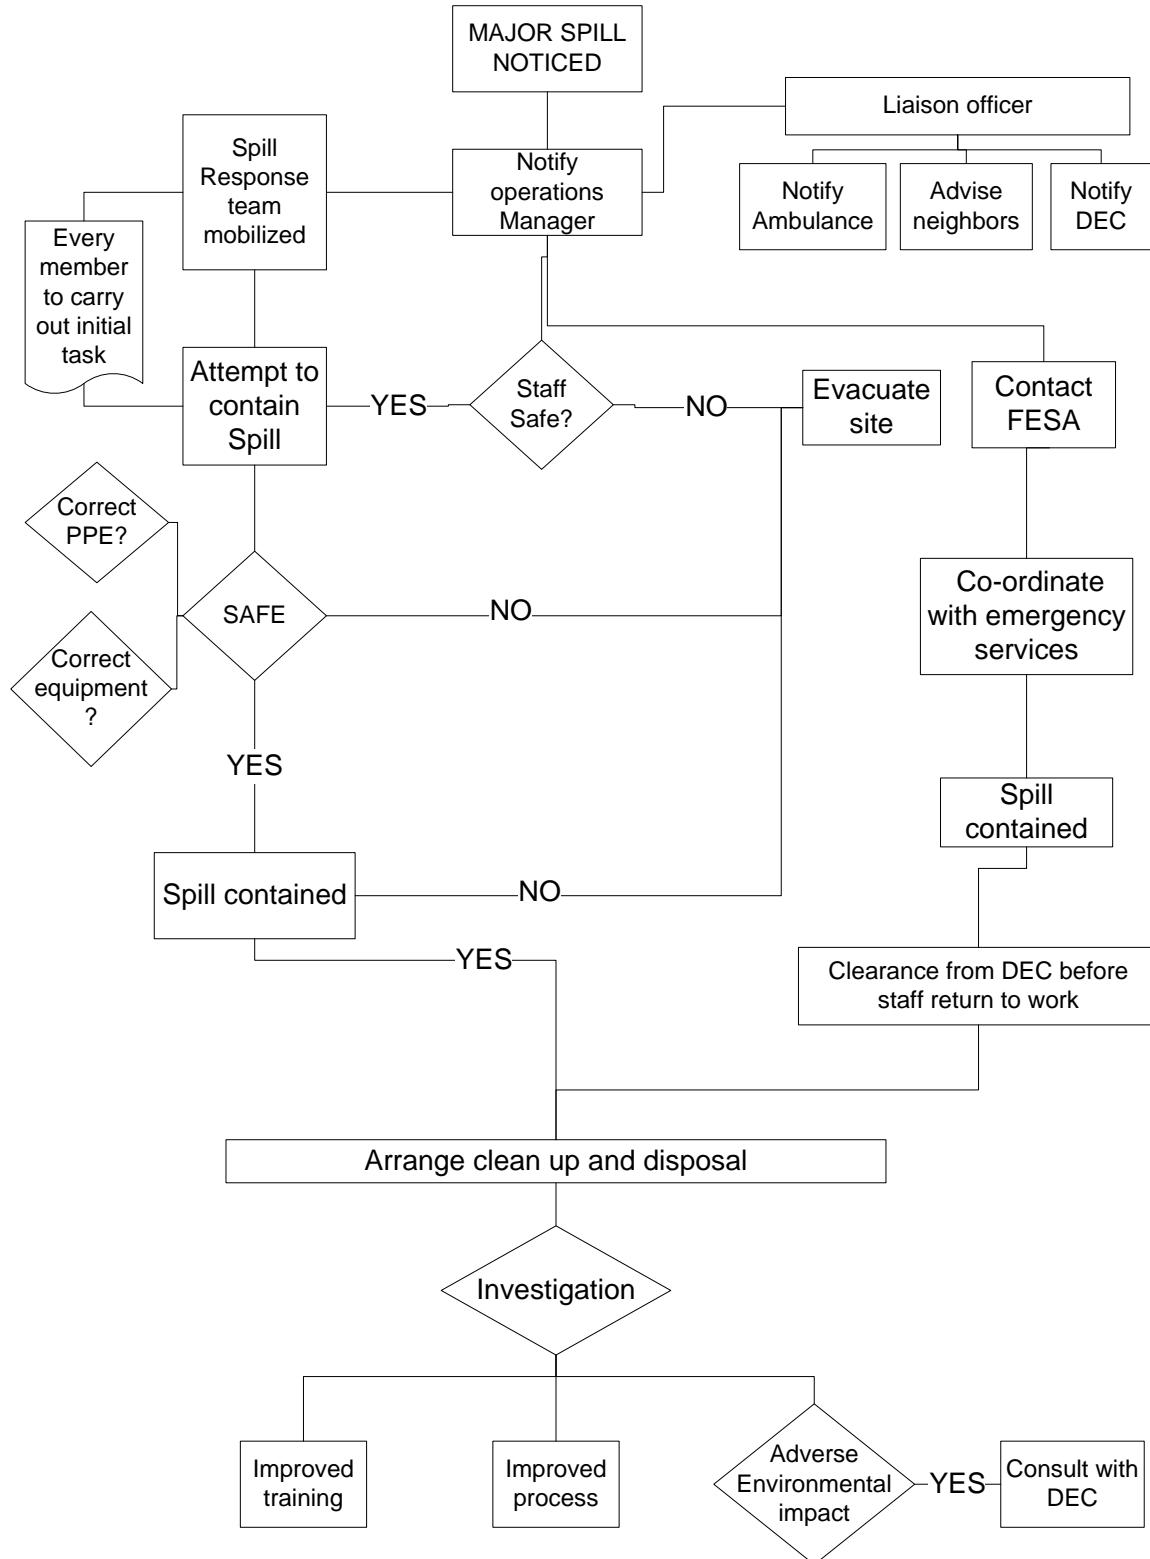 MAJOR SPILL
NOTICED
Liaison officer
Spill
Response
team
mobilized
Notify
operations
Manager
Notify
Ambulance
Advise
neighbors
Notify
DEC
Every
member
to carry
out initial
task
Attempt to
contain
Spill
YES
Staff
Safe?
NO
Evacuate
site
Contact
FESA
Correct
PPE?
SAFE
NO
Co-ordinate
with emergency
services
Correct
equipment
?
YES
Spill
contained
Spill contained
NO
YES
Clearance from DEC before
staff return to work
Arrange clean up and disposal
Investigation
Improved
training
Improved
process
Adverse
Environmental
impact
YES
Consult with
DEC